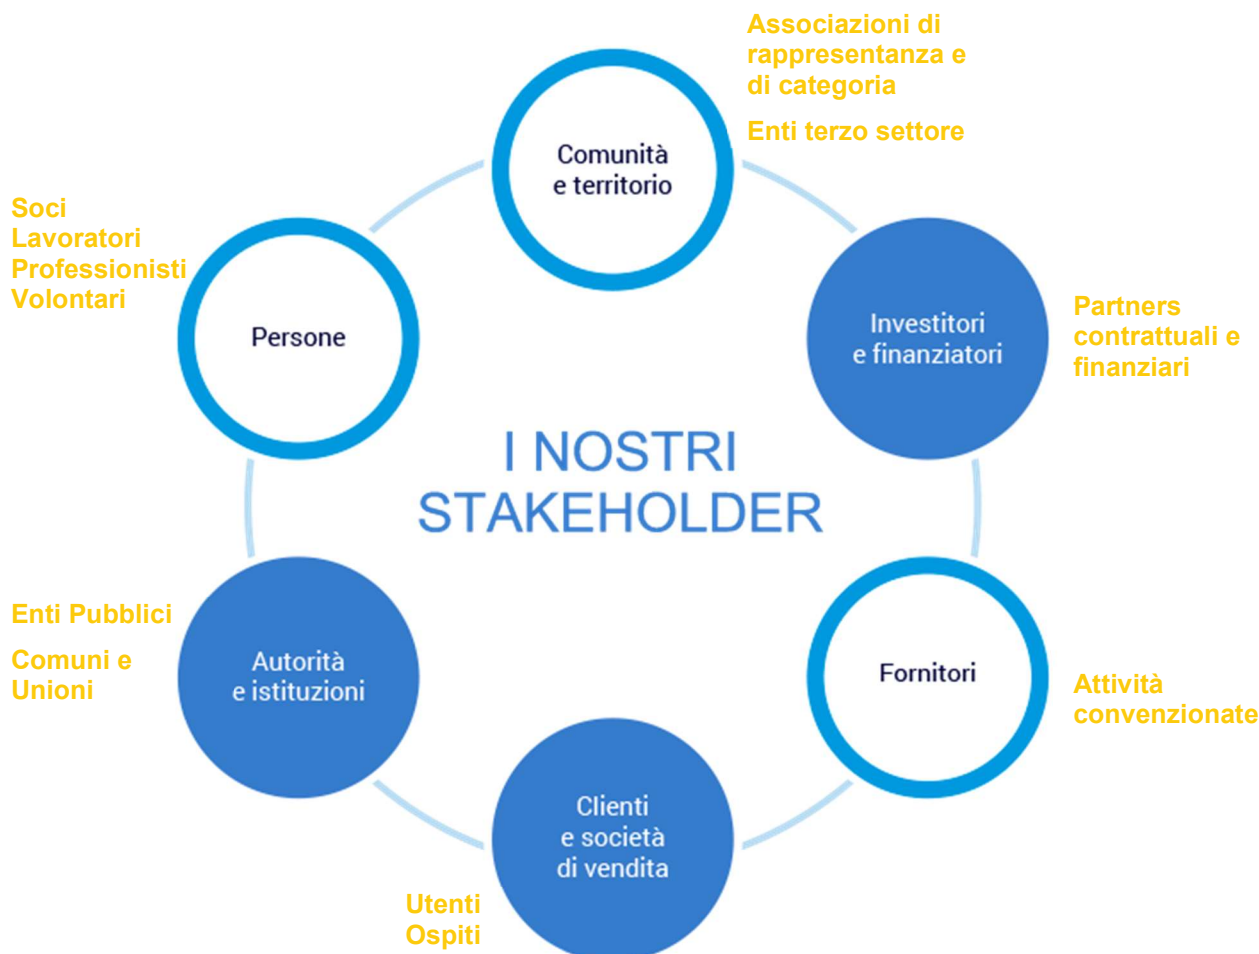 Associazioni di
rappresentanza e
di categoria
Enti terzo settore
Comunità
e territorio
Soci
Lavoratori
Professionisti
Volontari
Persone
Investitori
e finanziatori
Partners
contrattuali e
finanziari
I NOSTRI
STAKEHOLDER
Enti Pubblici
Comuni e
Unioni
Autorità
e istituzioni
Fornitori
Attività
convenzionate
Clienti
e società
di vendita
Utenti
Ospiti